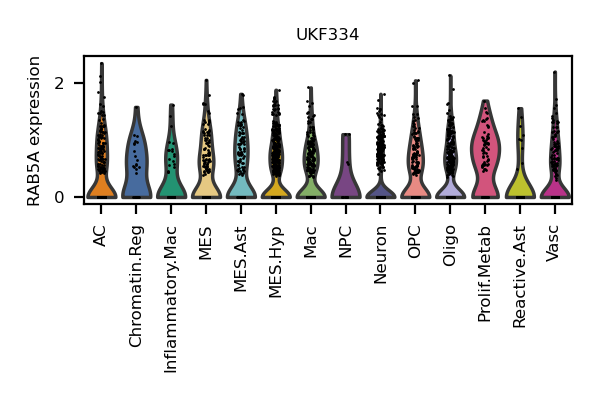 UKF334
RAB5A expression
2
0
AC
Chromatin.Reg
Inflammatory.Mac
MES
MES.Ast
MES.Hyp
Mac
NPC
Neuron
OPC
Oligo
Prolif.Metab
Reactive.Ast
Vasc